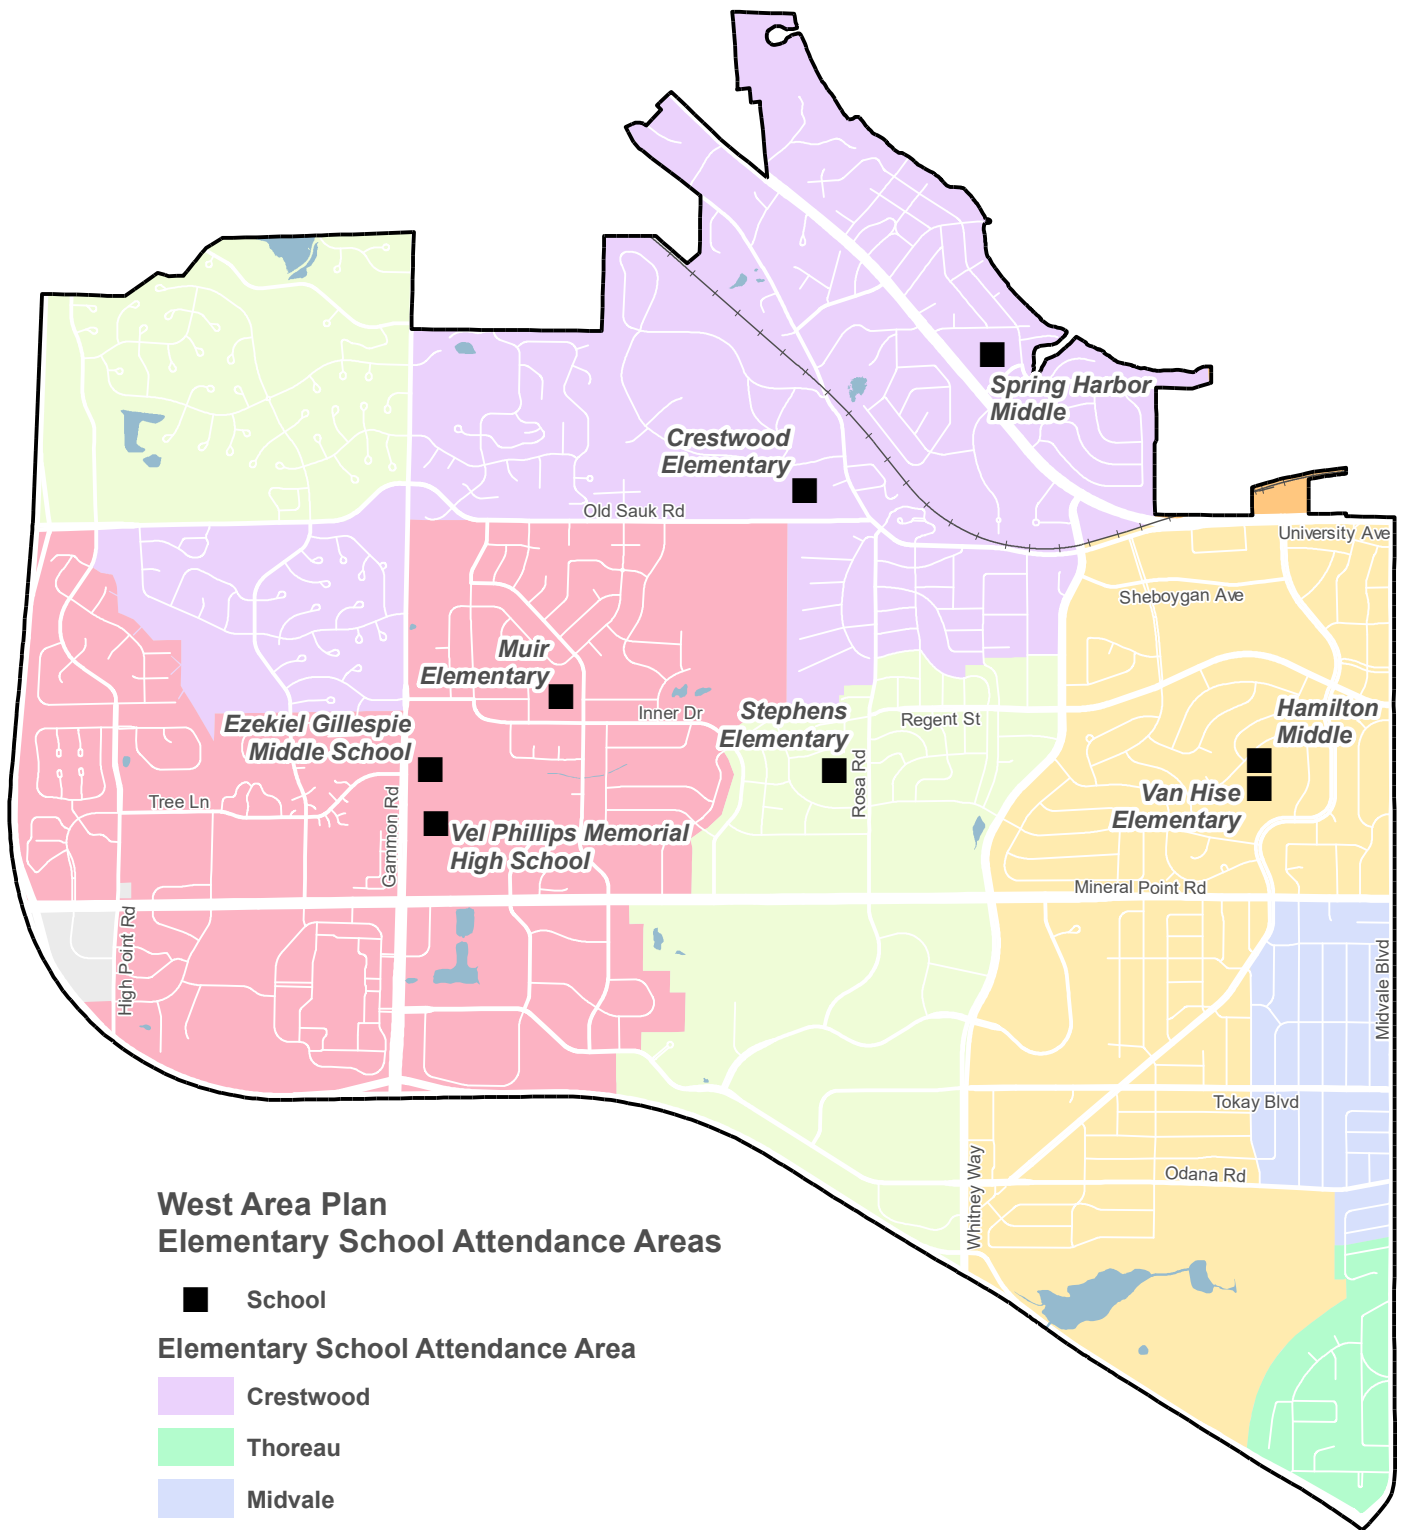 Spring Harbor
Middle
Crestwood
Elementary
Old Sauk Rd
University Ave
Sheboygan Ave
Muir
Elementary
Ezekiel Gillespie
Middle School
Inner Dr
Stephens
Elementary
Regent St
Hamilton
Middle
Rosa Rd
Van Hise
Elementary
Tree Ln
Gammon Rd
Vel Phillips Memorial
High School
Mineral Point Rd
High Point Rd
Midvale Blvd
Tokay Blvd
Whitney Way
Odana Rd
West Area Plan
Elementary School Attendance Areas
School
Elementary School Attendance Area
Crestwood
Thoreau
Midvale